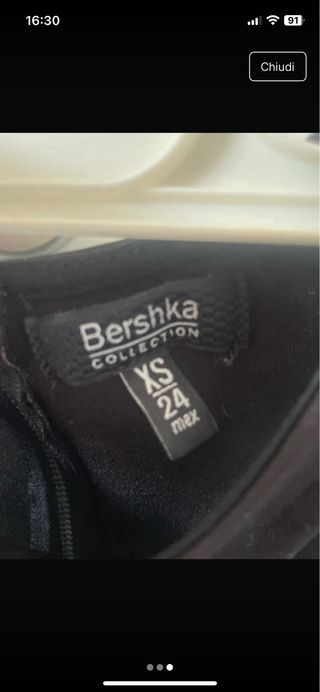 16:30
91
Chiudi
Bershka
COLLECTION
XS
24
mex